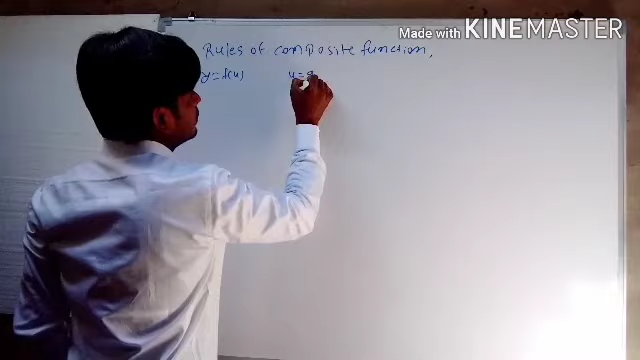 Made with KINEMASTER
Rules of composite function,
y=f(u) u=g